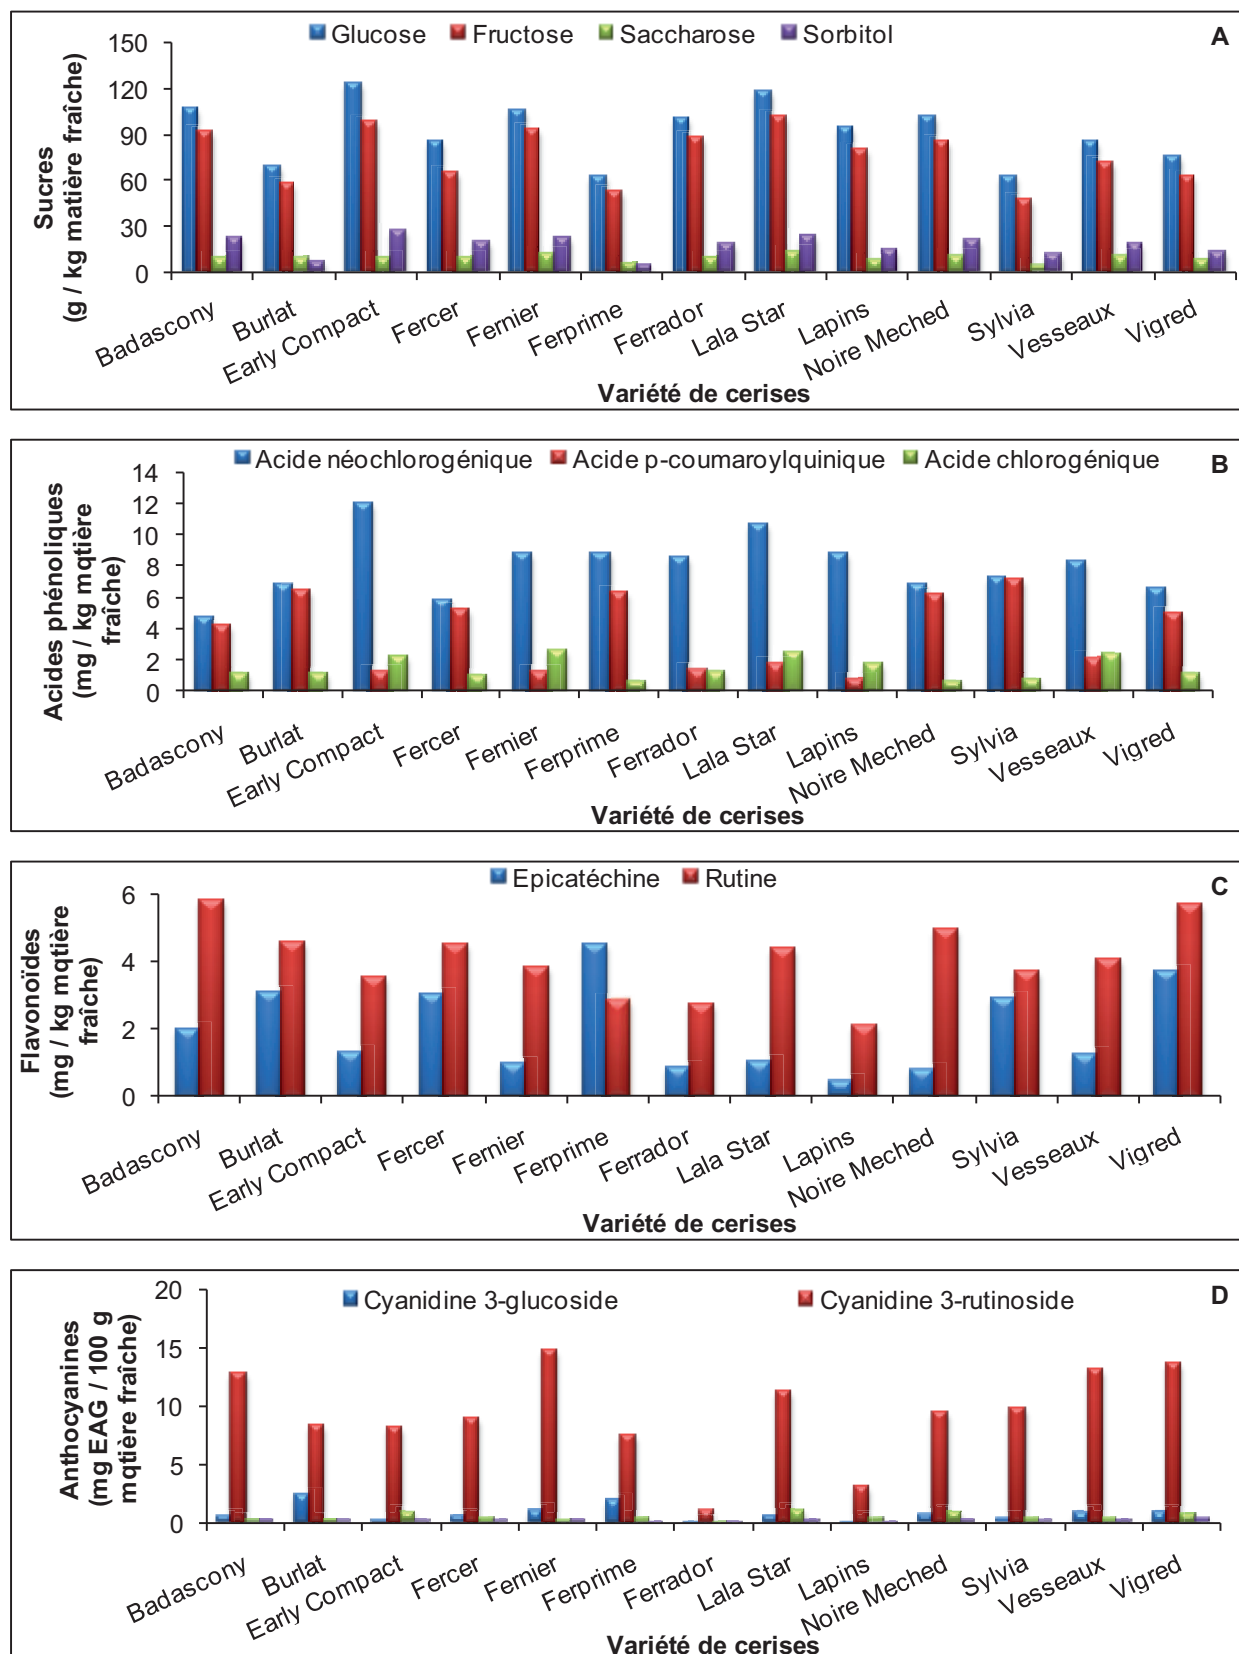 Glucose Fructose Saccharose Sorbitol
A
Sucres
(g / kg matière fraîche)
150
120
90
60
30
0
Badascony Burlat Early Compact Fercer Fernier Ferprime Ferrador Lala Star Lapins Noire Meched Sylvia Vesseaux Vigred
Variété de cerises
Acide néochlorogénique Acide p-coumaroylquinique Acide chlorogénique
B
Acides phénoliques
(mg / kg mqtière
fraîche)
14
12
10
8
6
4
2
0
Badascony Burlat Early Compact Fercer Fernier Ferprime Ferrador Lala Star Lapins Noire Meched Sylvia Vesseaux Vigred
Variété de cerises
Epicatéchine Rutine
C
Flavonoïdes
(mg / kg mqtière
fraîche)
6
4
2
0
Badascony Burlat Early Compact Fercer Fernier Ferprime Ferrador Lala Star Lapins Noire Meched Sylvia Vesseaux Vigred
Variété de cerises
Cyanidine 3-glucoside Cyanidine 3-rutinoside
D
Anthocyanines
(mg EAG / 100 g
mqtière fraîche)
20
15
10
5
0
Badascony Burlat Early Compact Fercer Fernier Ferprime Ferrador Lala Star Lapins Noire Meched Sylvia Vesseaux Vigred
Variété de cerises